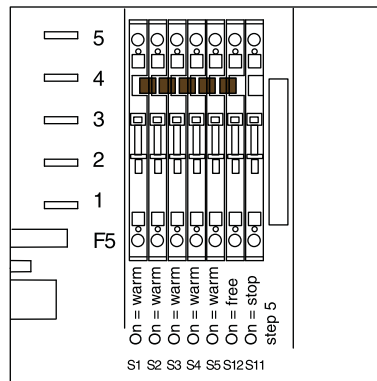 5
4
3
2
1
F5
On = warm
On = warm
On = warm
On = warm
On = warm
On = free
On = stop
step 5
S1 S2 S3 S4 S5 S12 S11